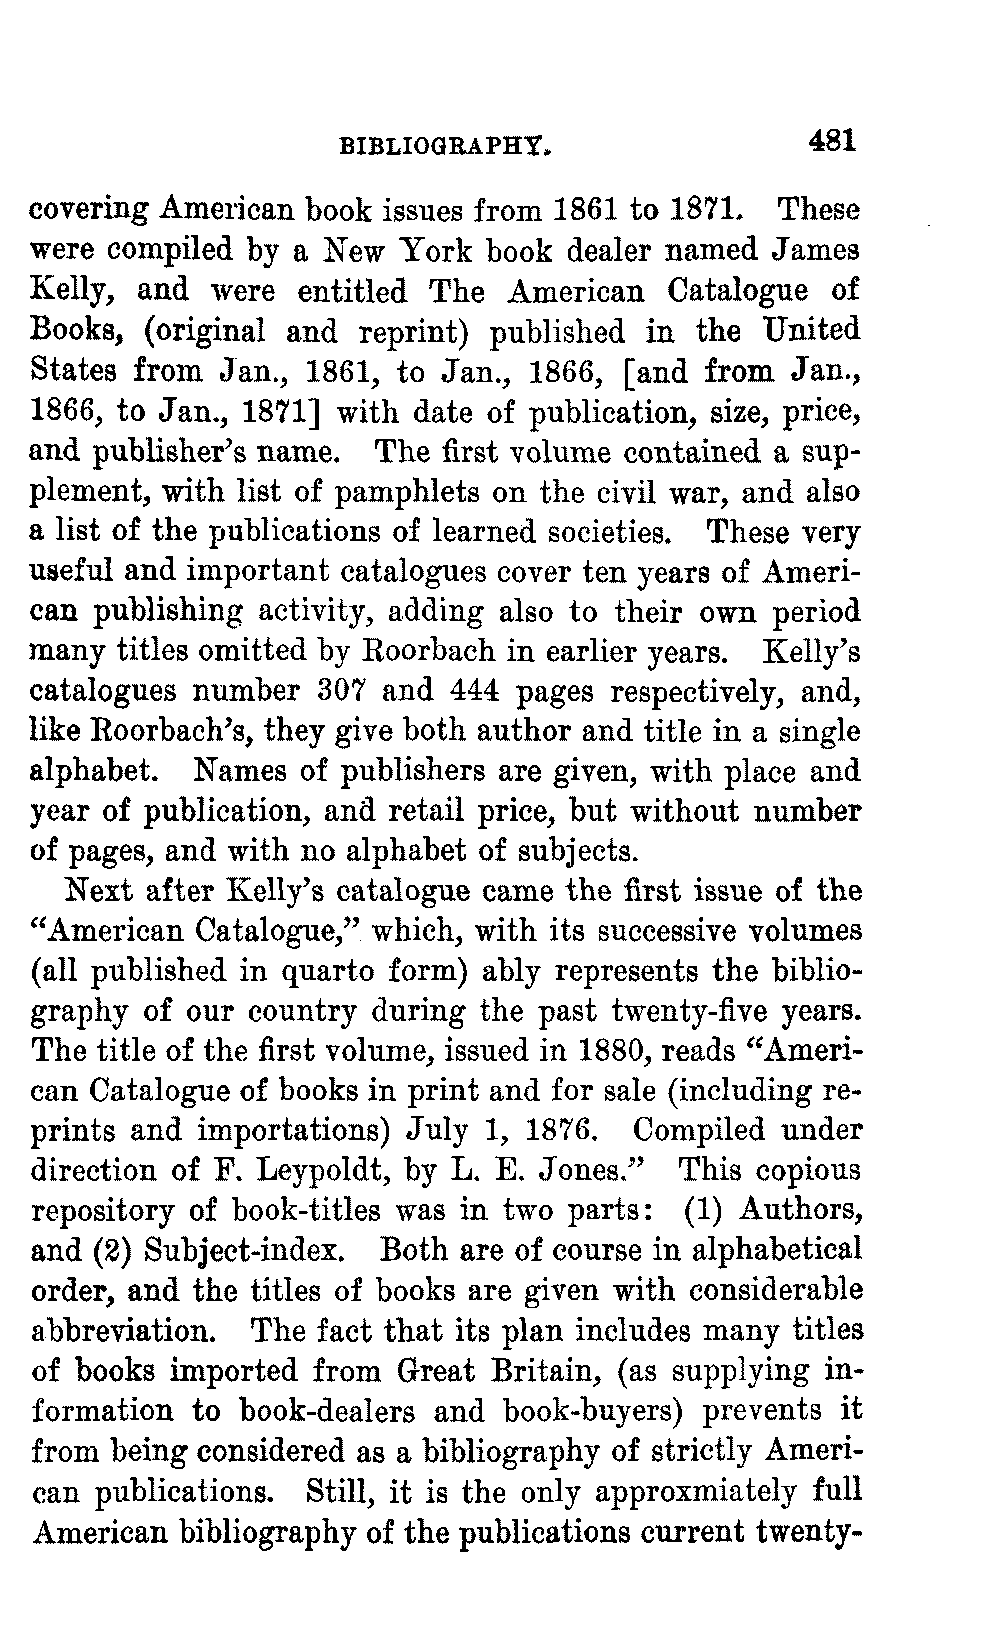 BIBLIOGRAPHY. 481
covering American book issues from 1861 to 1871. These
were compiled by a New York book dealer named James
Kelly, and were entitled The American Catalogue of
Books, (original and reprint) published in the United
States from Jan., 1861, to Jan., 1866, [and from Jan.,
1866, to Jan., 1871] with date of publication, size, price,
and publisher's name. The first volume contained a sup-
plement, with list of pamphlets on the civil war, and also
a list of the publications of learned societies. These very
useful and important catalogues cover ten years of Ameri-
can publishing activity, adding also to their own period
many titles omitted by Roorbach in earlier years. Kelly's
catalogues number 307 and 444 pages respectively, and,
like Roorbach's, they give both author and title in a single
alphabet. Names of publishers are given, with place and
year of publication, and retail price, but without number
of pages, and with no alphabet of subjects.
Next after Kelly's catalogue came the first issue of the
“American Catalogue,” which, with its successive volumes
(all published in quarto form) ably represents the biblio-
graphy of our country during the past twenty-five years.
The title of the first volume, issued in 1880, reads “Ameri-
can Catalogue of books in print and for sale (including re-
prints and importations) July 1, 1876. Compiled under
direction of F. Leypoldt, by L. E. Jones.” This copious
repository of book-titles was in two parts: (1) Authors,
and (2) Subject-index. Both are of course in alphabetical
order, and the titles of books are given with considerable
abbreviation. The fact that its plan includes many titles
of books imported from Great Britain, (as supplying in-
formation to book-dealers and book-buyers) prevents it
from being considered as a bibliography of strictly Ameri-
can publications. Still, it is the only approxmiately full
American bibliography of the publications current twenty-